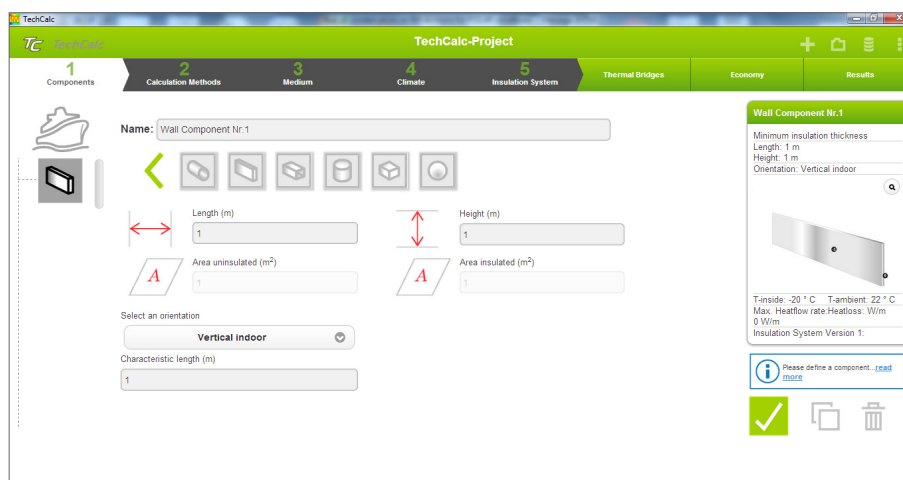 TechCalc
TC TechCalc
TechCalc-Project
1
Components
2
Calculation Methods
3
Medium
4
Climate
5
Insulation System
Thermal Bridges
Economy
Results
Name: Wall Component Nr.1
Length (m)
1
Height (m)
1
A
Area uninsulated (m²)
1
A
Area insulated (m²)
1
Select an orientation
Vertical indoor
Characteristic length (m)
1
Wall Component Nr.1
Minimum insulation thickness
Length: 1 m
Height: 1 m
Orientation: Vertical indoor
T-inside: -20 ° C T-ambient: 22 ° C
Max. Heatflow rate:Heatloss: W/m
0 W/m
Insulation System Version 1:
Please define a component...read
more